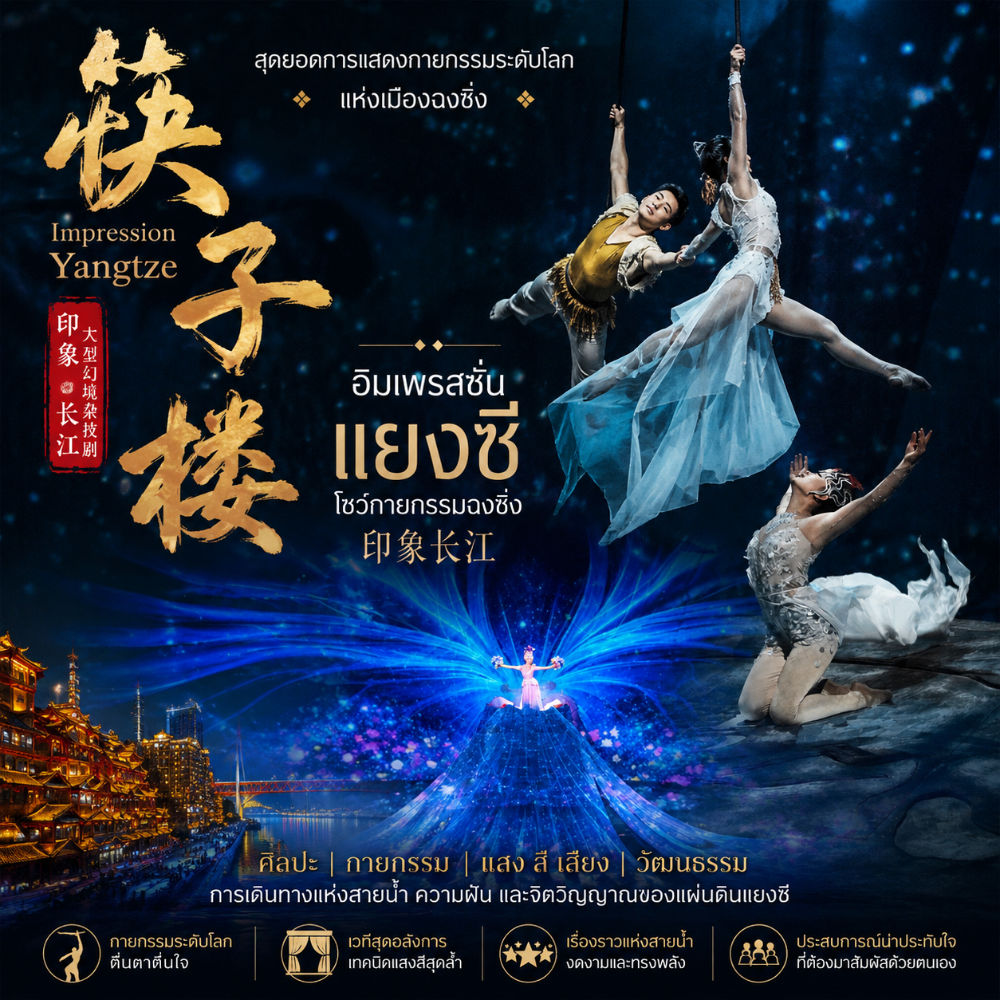 筷子楼
Impression
Yangtze
印象长江
大型幻境杂技剧
สุดยอดการแสดงกายกรรมระดับโลก
แห่งเมืองฉงชิ่ง
อิมเพรสชั่น
แยงซี
โชว์กายกรรมฉงชิ่ง
印象长江
ศิลปะ | กายกรรม | แสง สี เสียง | วัฒนธรรม
การเดินทางแห่งสายน้ำ ความฝัน และจิตวิญญาณของแผ่นดินแยงซี
กายกรรมระดับโลก
ตื่นตาตื่นใจ
เวทีสุดอลังการ
เทคนิคแสงสีสุดล้ำ
เรื่องราวแห่งสายน้ำ
งดงามและทรงพลัง
ประสบการณ์น่าประทับใจ
ที่ต้องมาสัมผัสด้วยตนเอง